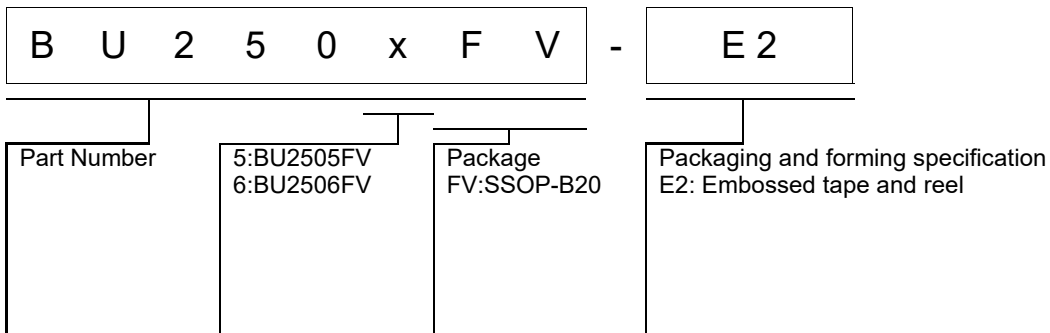 B U 2 5 0 x F V - E 2
Part Number
5:BU2505FV
6:BU2506FV
Package
FV:SSOP-B20
Packaging and forming specification
E2: Embossed tape and reel